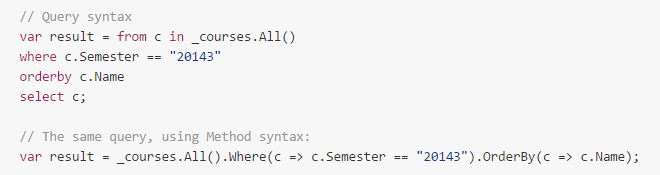 // Query syntax
var result = from c in _courses.All()
where c.Semester == "20143"
orderby c.Name
select c;
// The same query, using Method syntax:
var result = _courses.All().Where(c => c.Semester == "20143").OrderBy(c => c.Name);